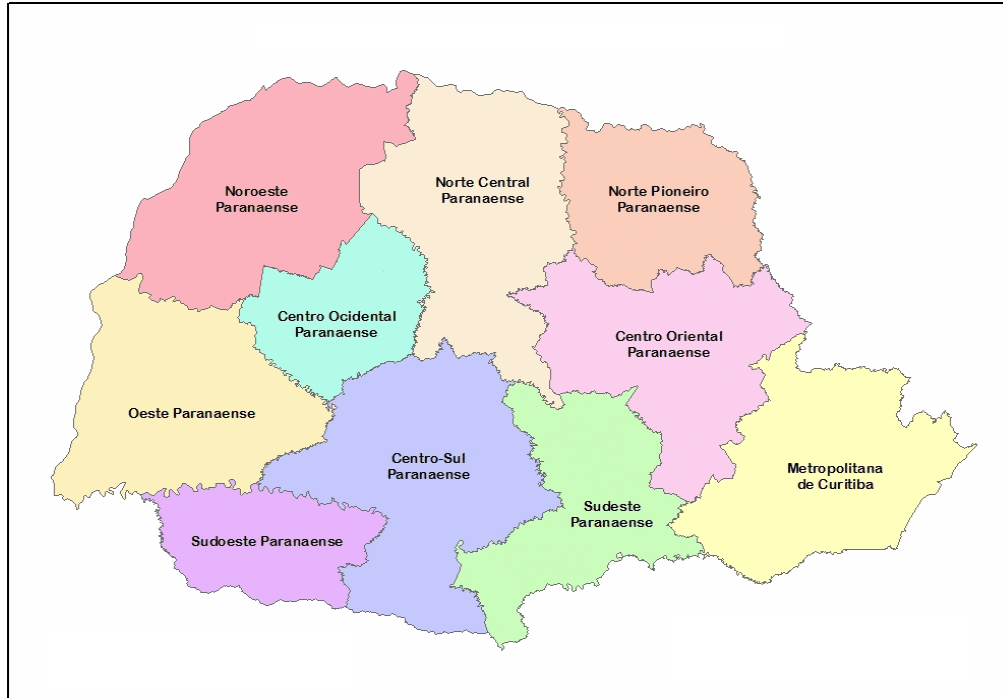 Noroeste
Paranaense
Norte Central
Paranaense
Norte Pioneiro
Paranaense
Centro Ocidental
Paranaense
Centro Oriental
Paranaense
Oeste Paranaense
Centro-Sul
Paranaense
Metropolitana
de Curitiba
Sudeste
Paranaense
Sudoeste Paranaense